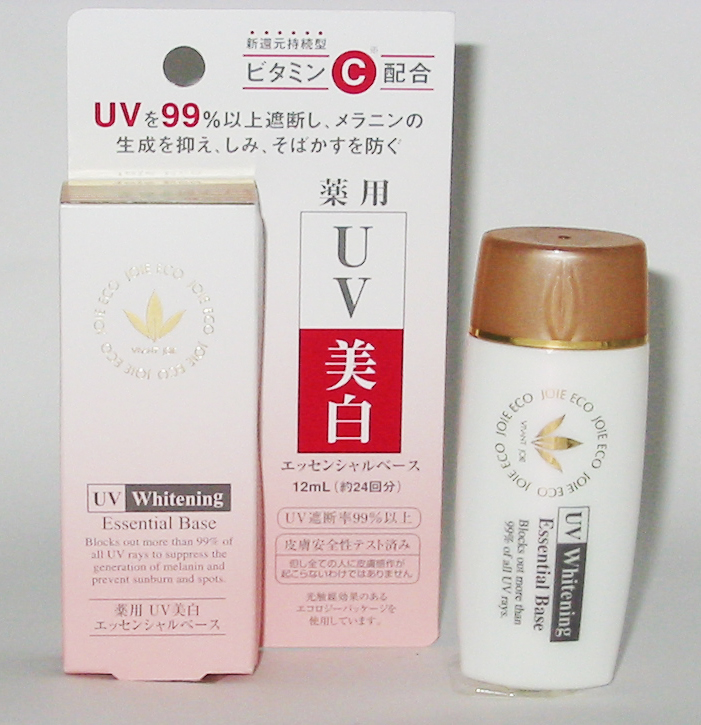 新還元持続型
ビタミンC※配合
UVを99%以上遮断し、メラニンの
生成を抑え、しみ、そばかすを防ぐ
薬用
UV
美白
エッセンシャルベース
12mL(約24回分)
UV遮断率99%以上
皮膚安全性テスト済み
但し全ての人に皮膚感作が
起こらないわけではありません
光触媒効果のある
エコロジーパッケージを
使用しています。
JOIE ECO JOIE ECO JOIE ECO JOIE ECO
VIVANT JOIE
UV Whitening
Essential Base
Blocks out more than 99% of
all UV rays to suppress the
generation of melanin and
prevent sunburn and spots.
薬用 UV美白
エッセンシャルベース
JOIE ECO JOIE ECO JOIE ECO JOIE ECO
VIVANT JOIE
UV Whitening
Essential Base
Blocks out more than
99% of all UV rays.